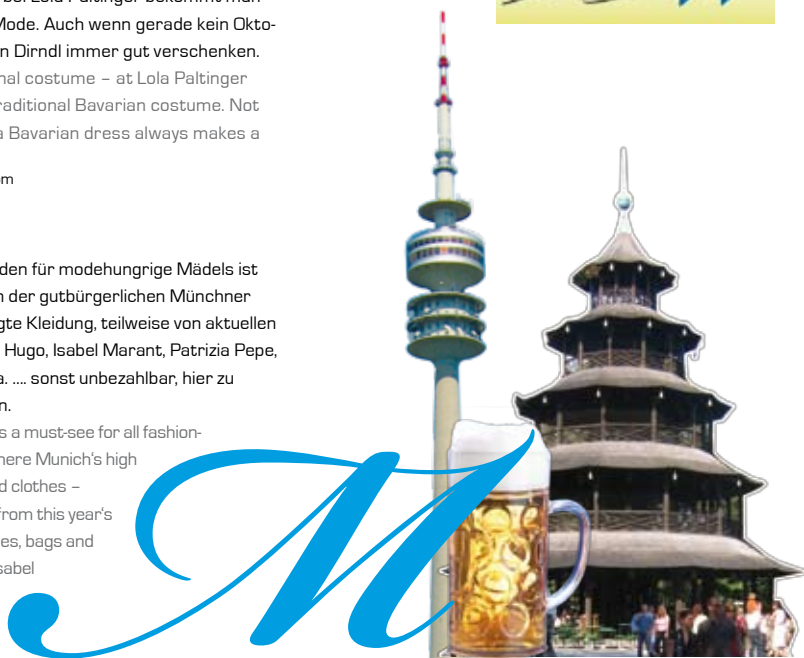 Mode. Auch wenn gerade kein Okto-
n Dirndl immer gut verschenken.
nal costume – at Lola Paltinger
raditional Bavarian costume. Not
a Bavarian dress always makes a
om
den für modehungrige Mädels ist
n der gutbürgerlichen Münchner
gte Kleidung, teilweise von aktuellen
Hugo, Isabel Marant, Patrizia Pepe,
a. .... sonst unbezahlbar, hier zu
n.
s a must-see for all fashion-
here Munich's high
d clothes –
from this year's
es, bags and
sabel
M